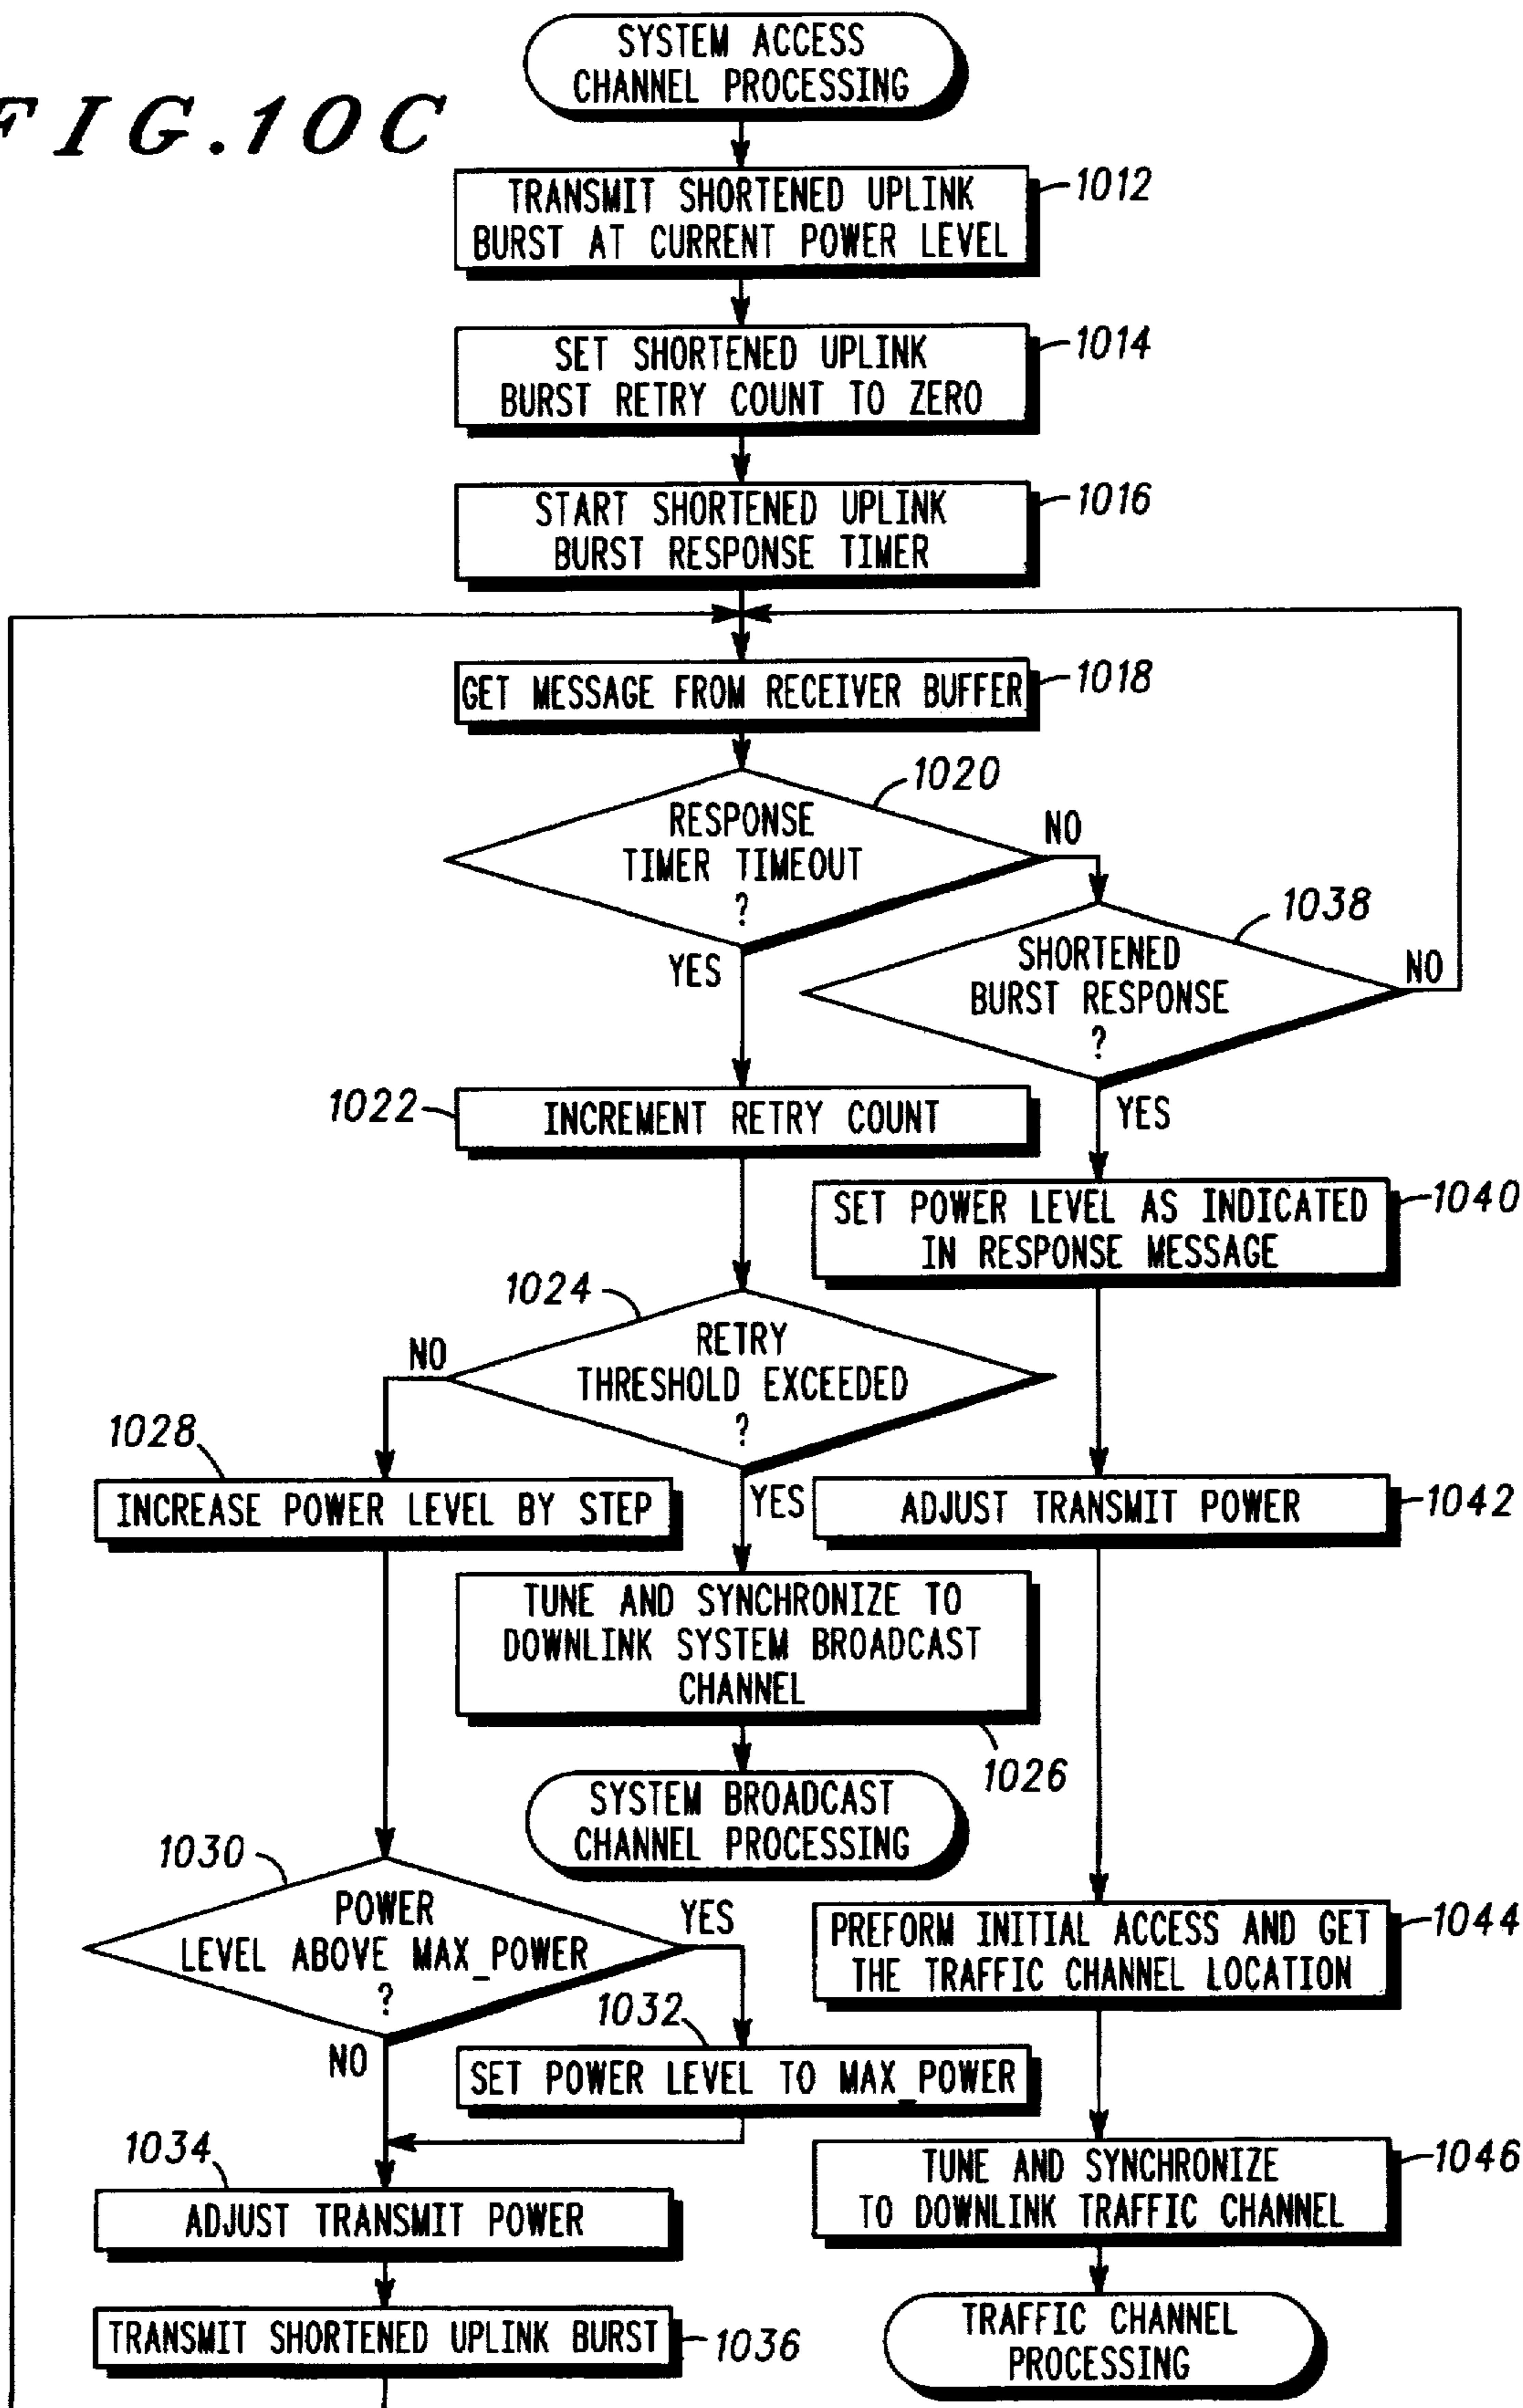 SYSTEM ACCESS
CHANNEL PROCESSING
FIG.10C
TRANSMIT SHORTENED UPLINK
BURST AT CURRENT POWER LEVEL
1012
SET SHORTENED UPLINK
BURST RETRY COUNT TO ZERO
1014
START SHORTENED UPLINK
BURST RESPONSE TIMER
1016
GET MESSAGE FROM RECEIVER BUFFER
1018
1020
RESPONSE
TIMER TIMEOUT
?
NO
YES
1038
SHORTENED
BURST RESPONSE
?
NO
YES
1022
INCREMENT RETRY COUNT
SET POWER LEVEL AS INDICATED
IN RESPONSE MESSAGE
1040
1024
RETRY
THRESHOLD EXCEEDED
?
NO
YES
1028
INCREASE POWER LEVEL BY STEP
ADJUST TRANSMIT POWER
1042
TUNE AND SYNCHRONIZE TO
DOWNLINK SYSTEM BROADCAST
CHANNEL
1026
SYSTEM BROADCAST
CHANNEL PROCESSING
1030
POWER
LEVEL ABOVE MAX_POWER
?
YES
NO
PREFORM INITIAL ACCESS AND GET
THE TRAFFIC CHANNEL LOCATION
1044
1032
SET POWER LEVEL TO MAX_POWER
1034
ADJUST TRANSMIT POWER
TUNE AND SYNCHRONIZE
TO DOWNLINK TRAFFIC CHANNEL
1046
TRANSMIT SHORTENED UPLINK BURST
1036
TRAFFIC CHANNEL
PROCESSING